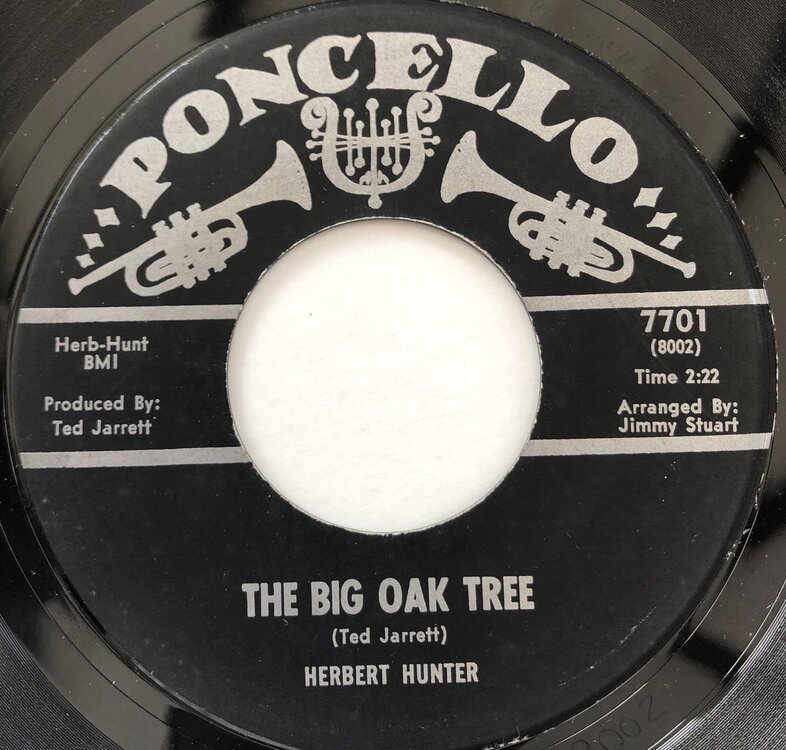 PONCELLO
Herb-Hunt
BMI
Produced By:
Ted Jarrett
7701
(8002)
Time 2:22
Arranged By:
Jimmy Stuart
THE BIG OAK TREE
(Ted Jarrett)
HERBERT HUNTER
8002